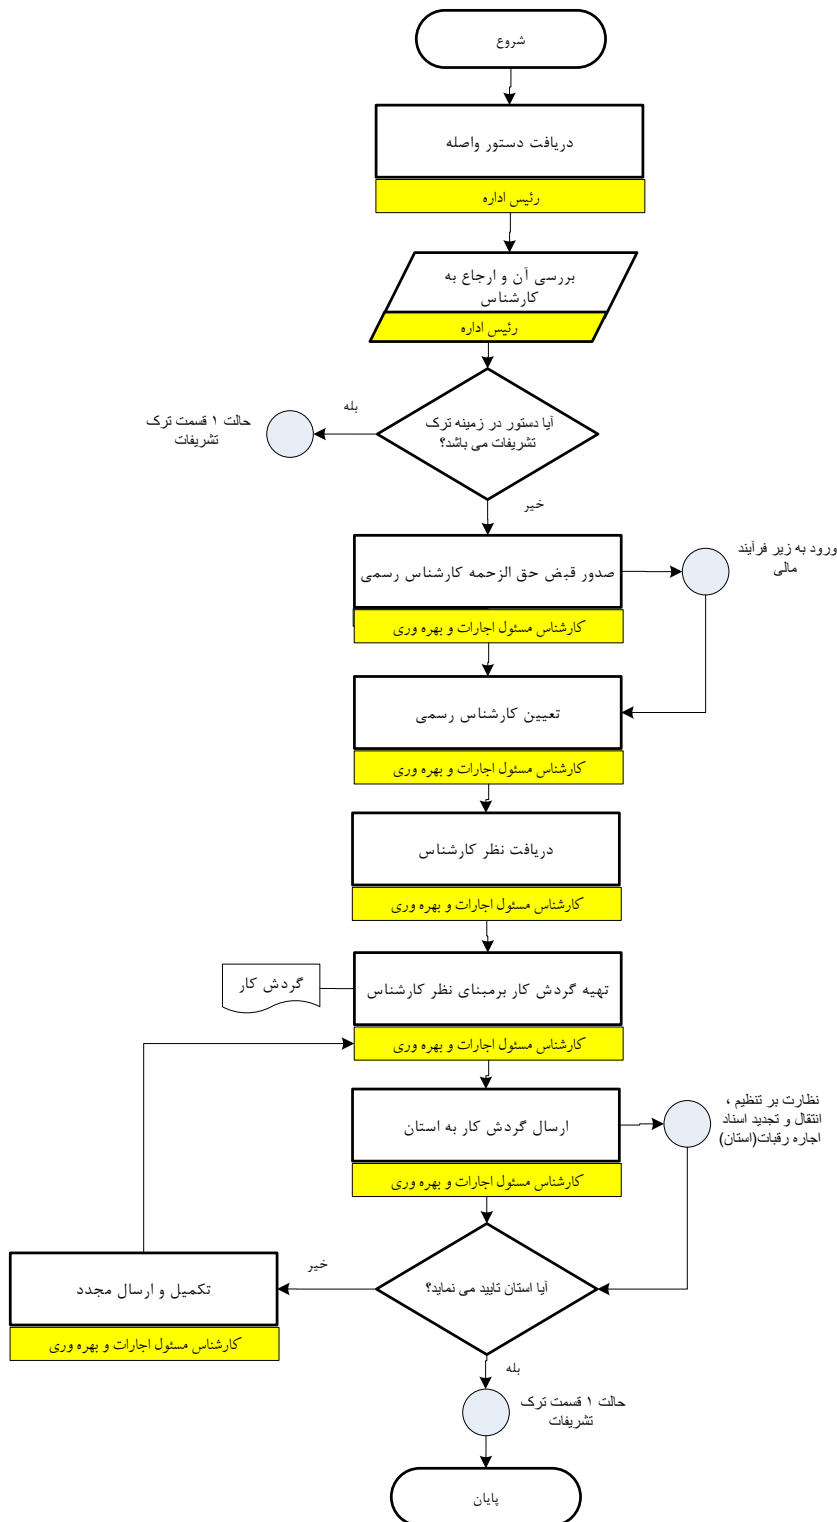 شروع
دریافت دستور واصله
رئیس اداره
بررسی آن و ارجاع به
کارشناس
رئیس اداره
آیا دستور در زمینه ترک
تشریفات می باشد؟
بله
حالت ۱ قسمت ترک
تشریفات
خیر
صدور قبض حق الزحمه کارشناس رسمی
کارشناس مسئول اجارات و بهره وری
ورود به زیر فرآیند
مالی
تعیین کارشناس رسمی
کارشناس مسئول اجارات و بهره وری
دریافت نظر کارشناس
کارشناس مسئول اجارات و بهره وری
تهیه گردش کار برمبنای نظر کارشناس
گردش کار
کارشناس مسئول اجارات و بهره وری
ارسال گردش کار به استان
کارشناس مسئول اجارات و بهره وری
نظارت بر تنظیم ،
انتقال و تجدید اسناد
اجاره رقبات(استان)
آیا استان تایید می نماید؟
خیر
تکمیل و ارسال مجدد
کارشناس مسئول اجارات و بهره وری
بله
حالت ۱ قسمت ترک
تشریفات
پایان